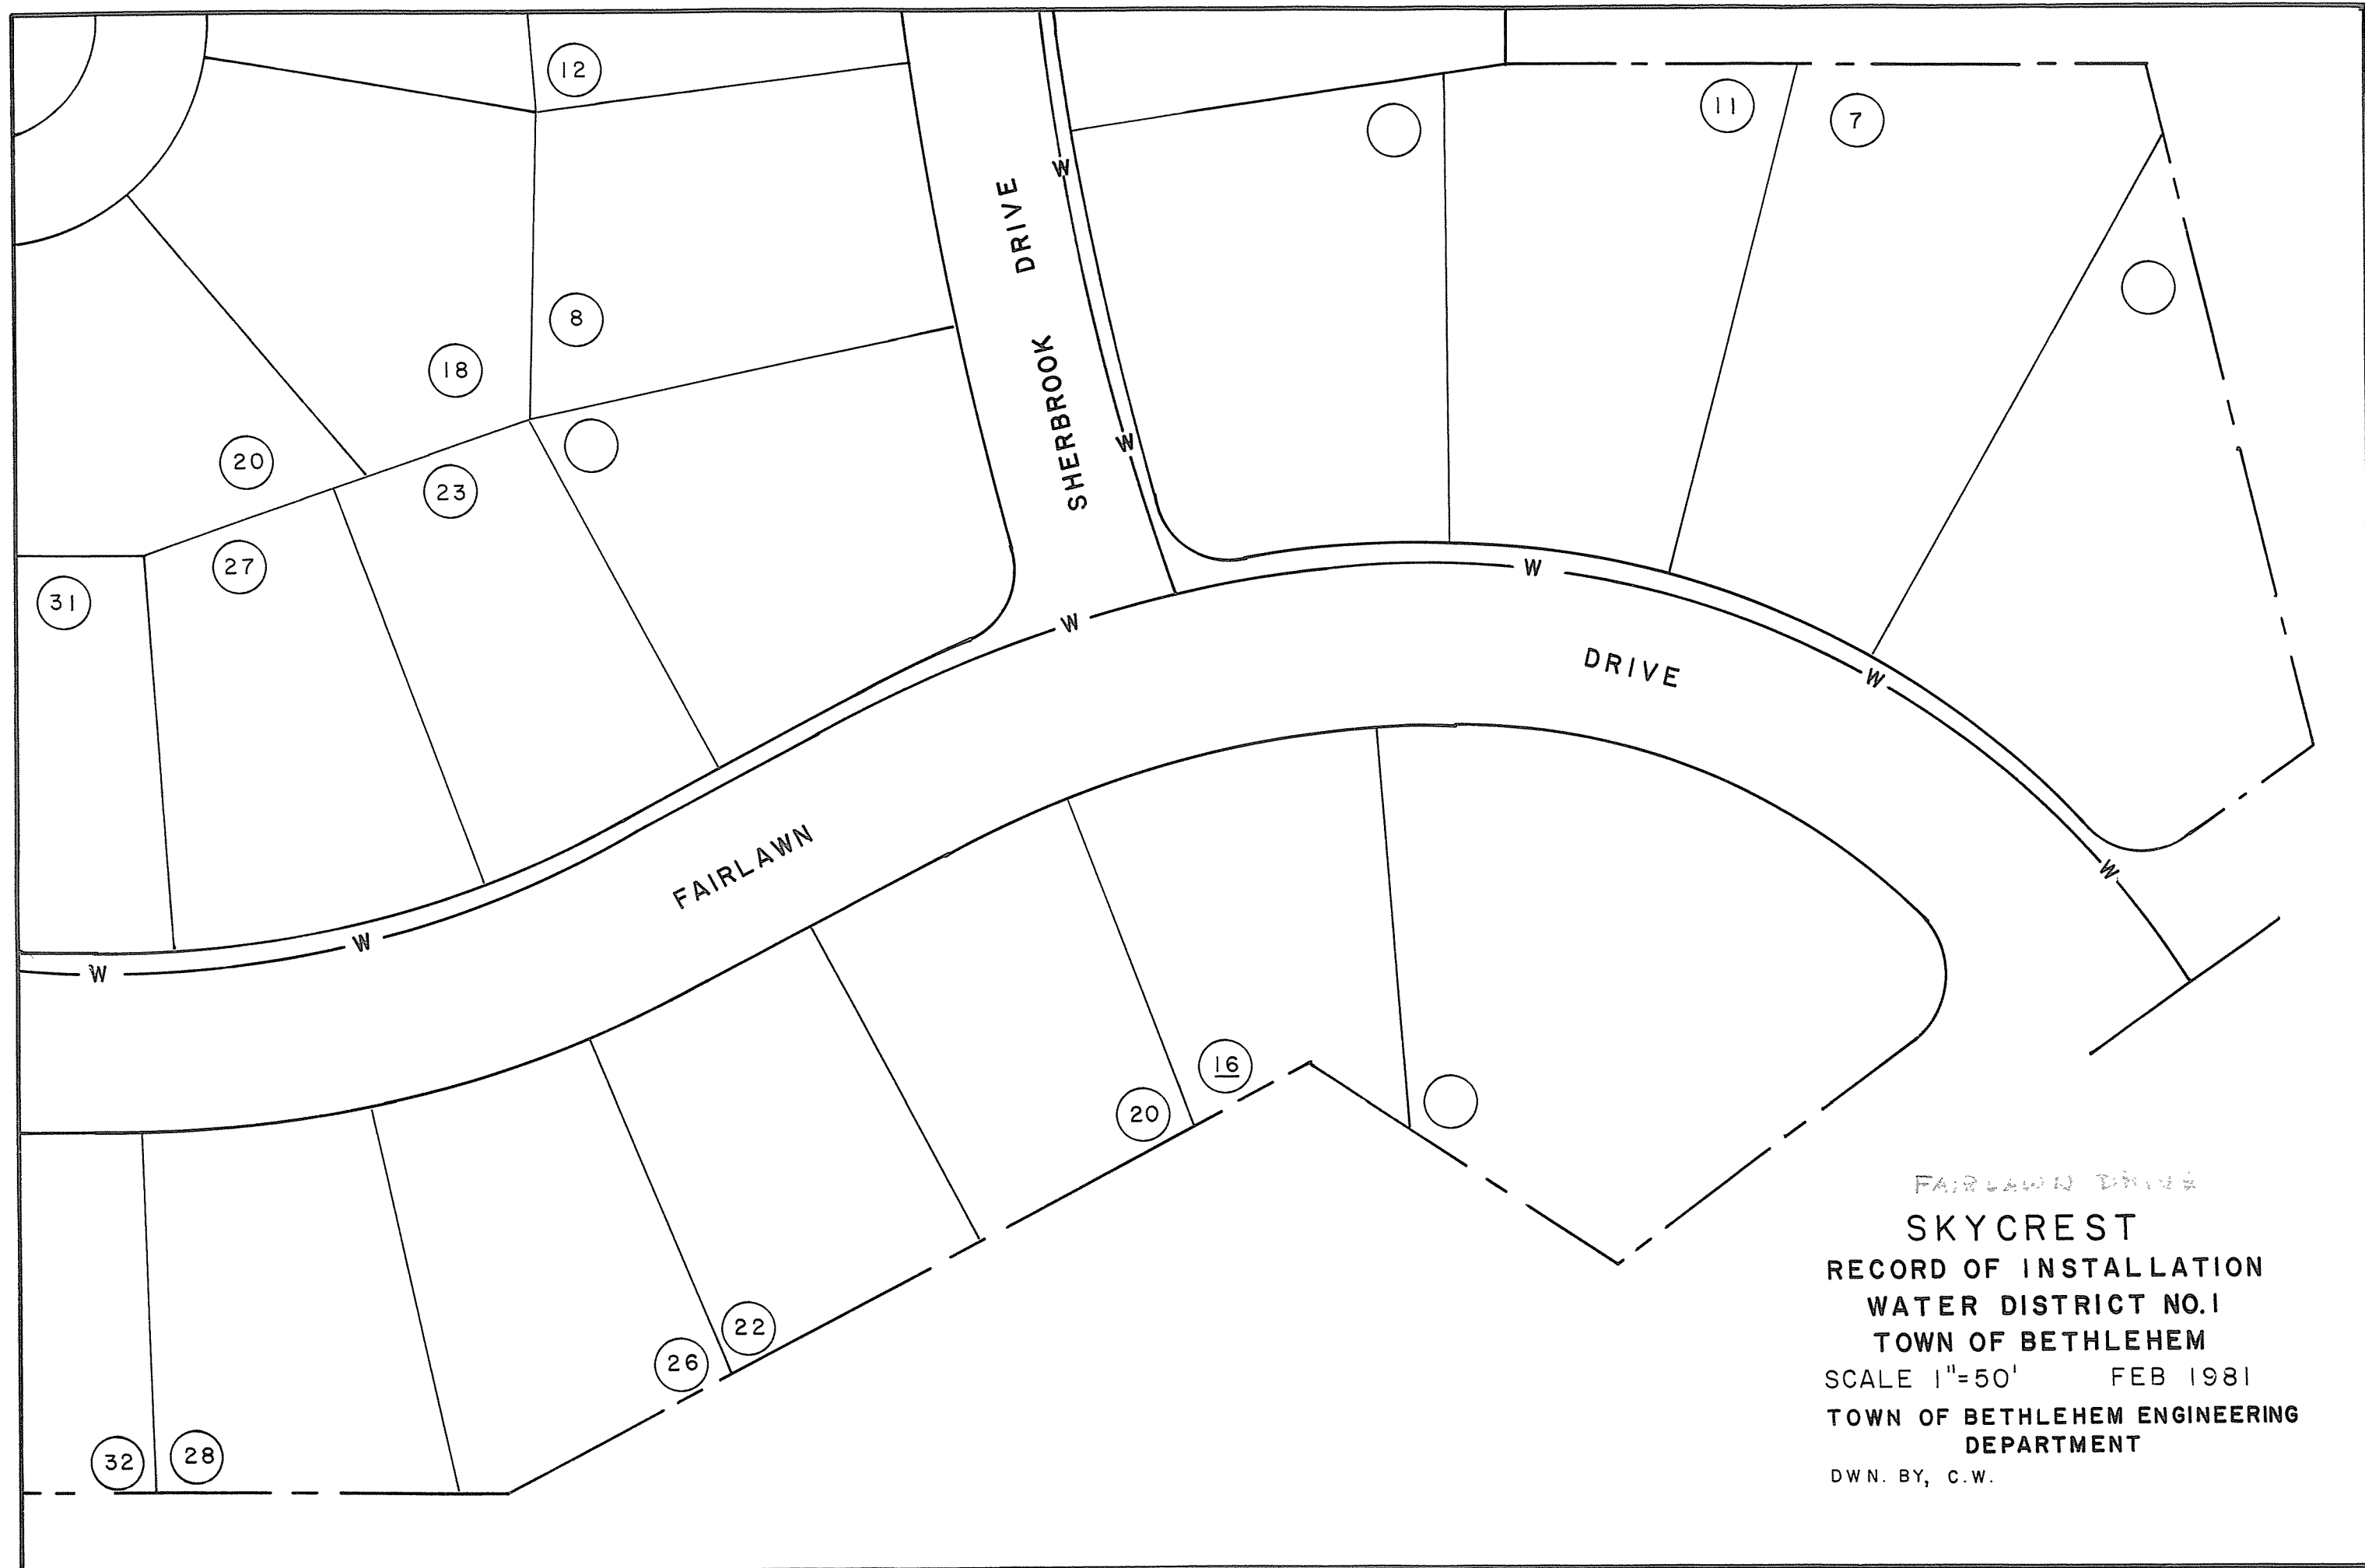 12
11
7
W
SHERBROOK DRIVE
8
18
W
20
23
27
31
W
W
DRIVE
W
FAIRLAWN
W
W
W
16
20
22
26
28
32
FAIRLAWN DRIVE
SKYCREST
RECORD OF INSTALLATION
WATER DISTRICT NO.1
TOWN OF BETHLEHEM
SCALE 1"=50' FEB 1981
TOWN OF BETHLEHEM ENGINEERING
DEPARTMENT
DWN. BY, C.W.